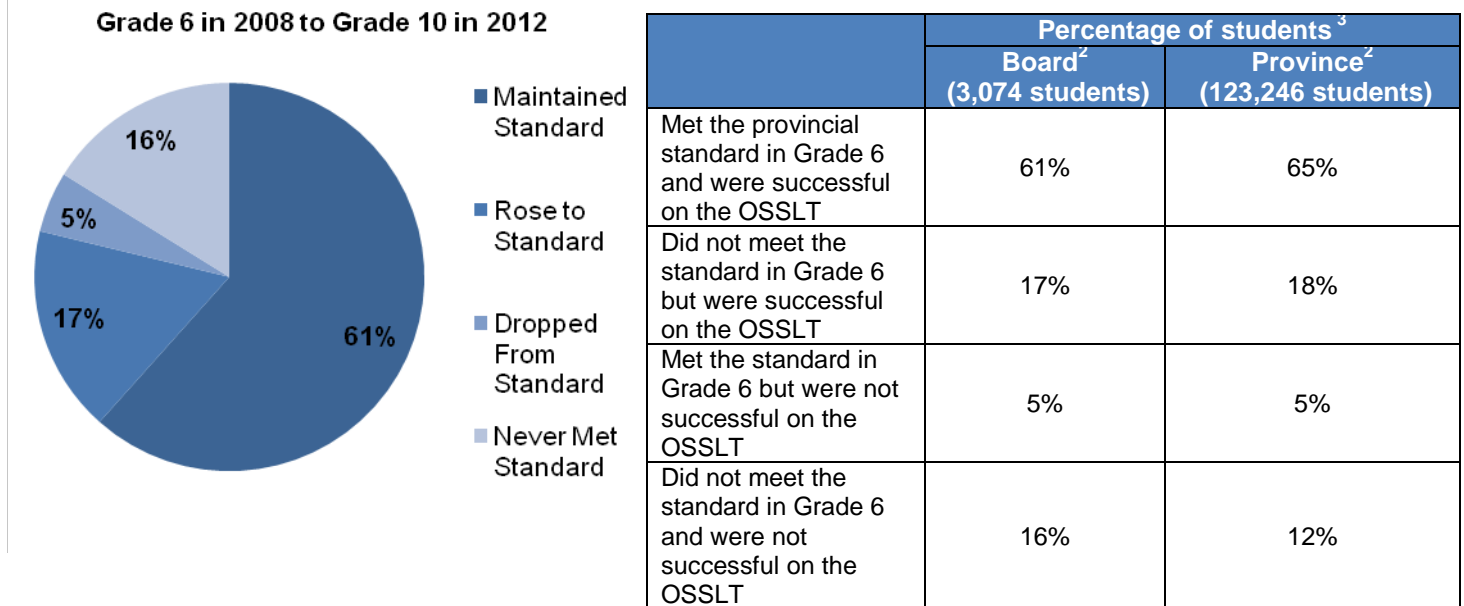 Grade 6 in 2008 to Grade 10 in 2012
16%
5%
17%
61%
Maintained
Standard
Rose to
Standard
Dropped
From
Standard
Never Met
Standard
Percentage of students 3
Board2
(3,074 students)
Province2
(123,246 students)
Met the provincial
standard in Grade 6
and were successful
on the OSSLT
61%
65%
Did not meet the
standard in Grade 6
but were successful
on the OSSLT
17%
18%
Met the standard in
Grade 6 but were not
successful on the
OSSLT
5%
5%
Did not meet the
standard in Grade 6
and were not
successful on the
OSSLT
16%
12%